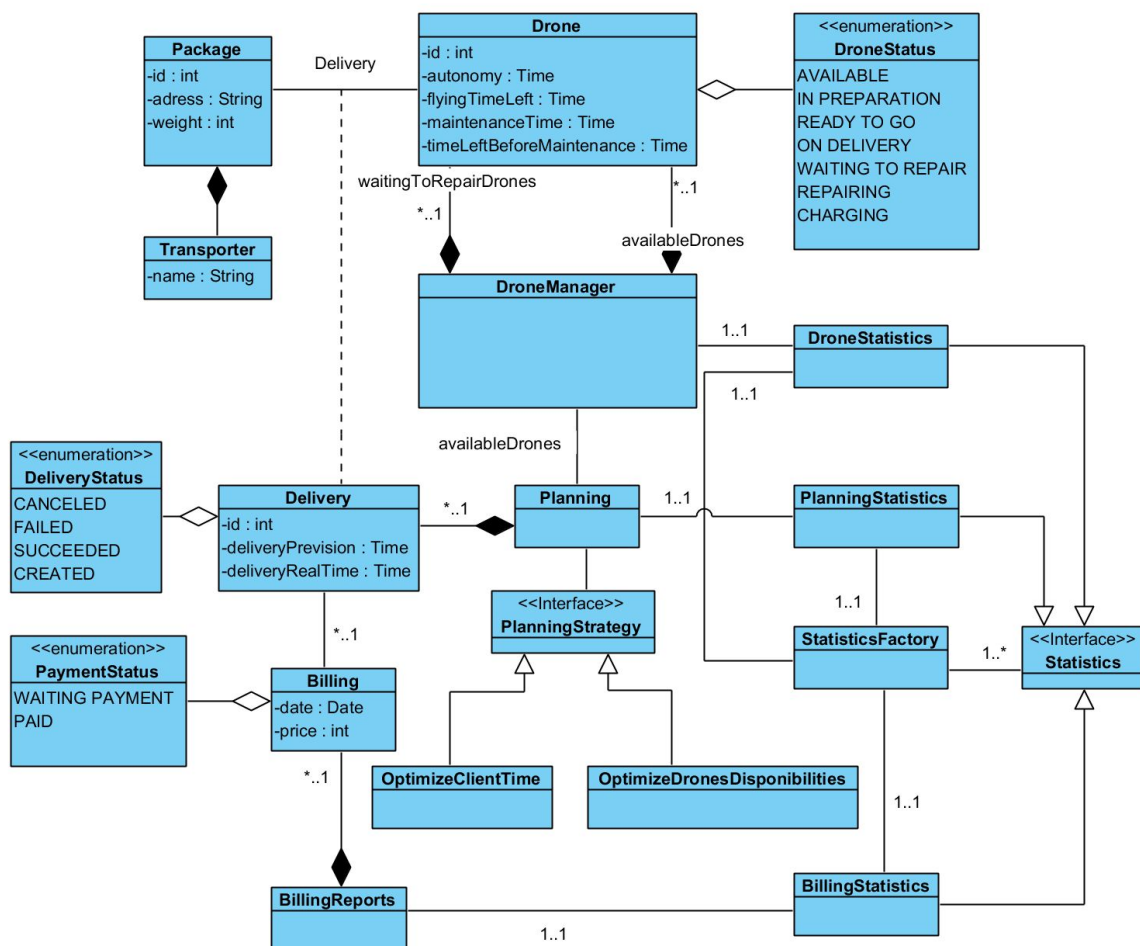 Package
-id : int
-adress : String
-weight : int
Delivery
Drone
-id : int
-autonomy : Time
-flyingTimeLeft : Time
-maintenanceTime : Time
-timeLeftBeforeMaintenance : Time
<<enumeration>>
DroneStatus
AVAILABLE
IN PREPARATION
READY TO GO
ON DELIVERY
WAITING TO REPAIR
REPAIRING
CHARGING
waitingToRepairDrones
*..1
*..1
availableDrones
Transporter
-name : String
DroneManager
1..1
DroneStatistics
1..1
availableDrones
<<enumeration>>
DeliveryStatus
CANCELED
FAILED
SUCCEEDED
CREATED
Delivery
-id : int
-deliveryPrevision : Time
-deliveryRealTime : Time
*..1
Planning
1..1
PlanningStatistics
1..1
<<Interface>>
PlanningStrategy
StatisticsFactory
1..*
<<Interface>>
Statistics
*..1
<<enumeration>>
PaymentStatus
WAITING PAYMENT
PAID
Billing
-date : Date
-price : int
*..1
OptimizeClientTime
OptimizeDronesDisponibilities
1..1
BillingReports
1..1
BillingStatistics